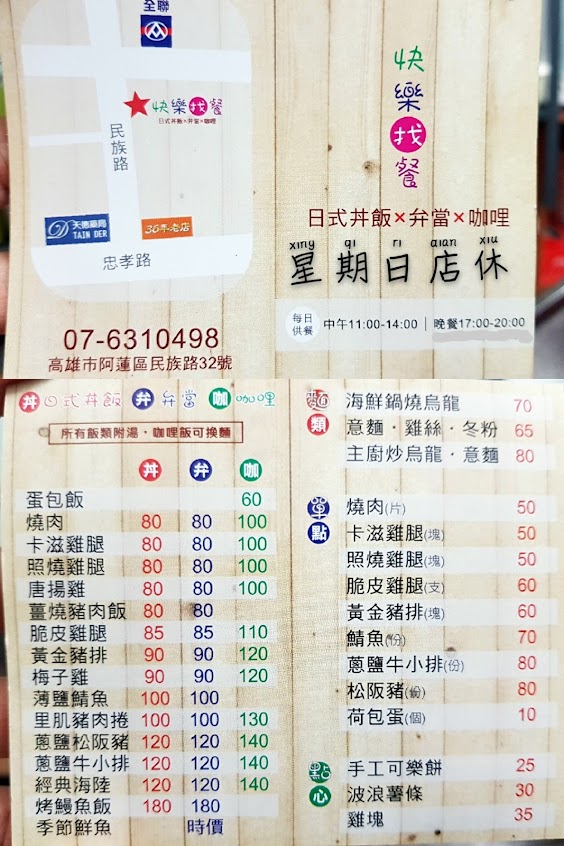 全聯
快樂找餐
日式丼飯×弁當×咖哩
民族路
天德藥局
TAIN DER
36年老店
忠孝路
07-6310498
高雄市阿蓮區民族路32號
快樂找餐
日式丼飯×弁當×咖哩
xing qi ri dian xiu
星期日店休
每日供餐 中午11:00-14:00｜晚餐17:00-20:00
丼 日式丼飯 弁 弁當 咖 咖哩
所有飯類附湯，咖哩飯可換麵
丼 弁 咖
蛋包飯 60
燒肉 80 80 100
卡滋雞腿 80 80 100
照燒雞腿 80 80 100
唐揚雞 80 80 100
薑燒豬肉飯 80 80
脆皮雞腿 85 85 110
黃金豬排 90 90 120
梅子雞 90 90 120
薄鹽鯖魚 100 100
里肌豬肉捲 100 100 130
蔥鹽松阪豬 120 120 140
蔥鹽牛小排 120 120 140
經典海陸 120 120 140
烤鰻魚飯 180 180
季節鮮魚 時價
麵類
海鮮鍋燒烏龍 70
意麵．雞絲．冬粉 65
主廚炒烏龍．意麵 80
單點
燒肉(片) 50
卡滋雞腿(塊) 50
照燒雞腿(塊) 50
脆皮雞腿(支) 60
黃金豬排(塊) 60
鯖魚(份) 70
蔥鹽牛小排(份) 80
松阪豬(份) 80
荷包蛋(個) 10
點心
手工可樂餅 25
波浪薯條 30
雞塊 35